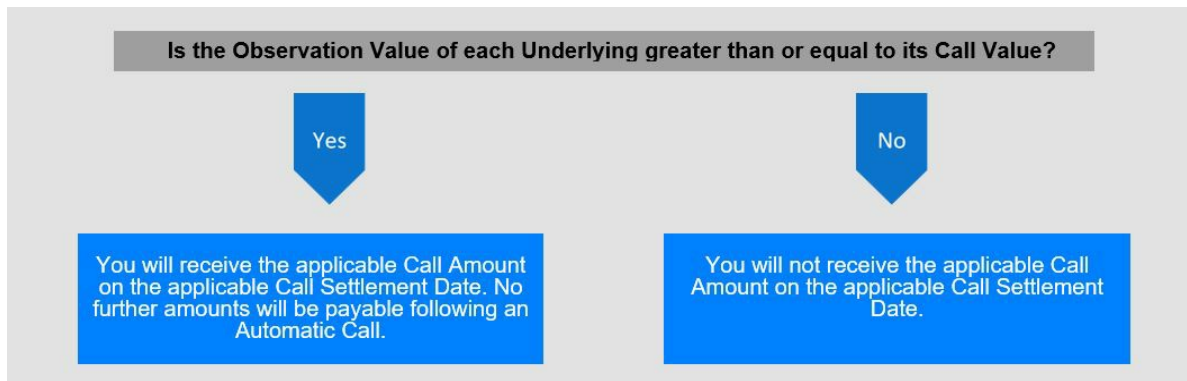 Is the Observation Value of each Underlying greater than or equal to its Call Value?
Yes
No
You will receive the applicable Call Amount
on the applicable Call Settlement Date. No
further amounts will be payable following an
Automatic Call.
You will not receive the applicable Call
Amount on the applicable Call Settlement
Date.